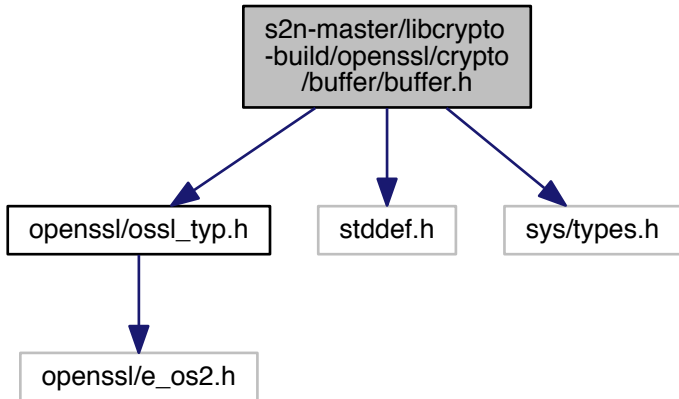 s2n-master/libcrypto
-build/openssl/crypto
/buffer/buffer.h
openssl/ossl_typ.h
stddef.h
sys/types.h
openssl/e_os2.h